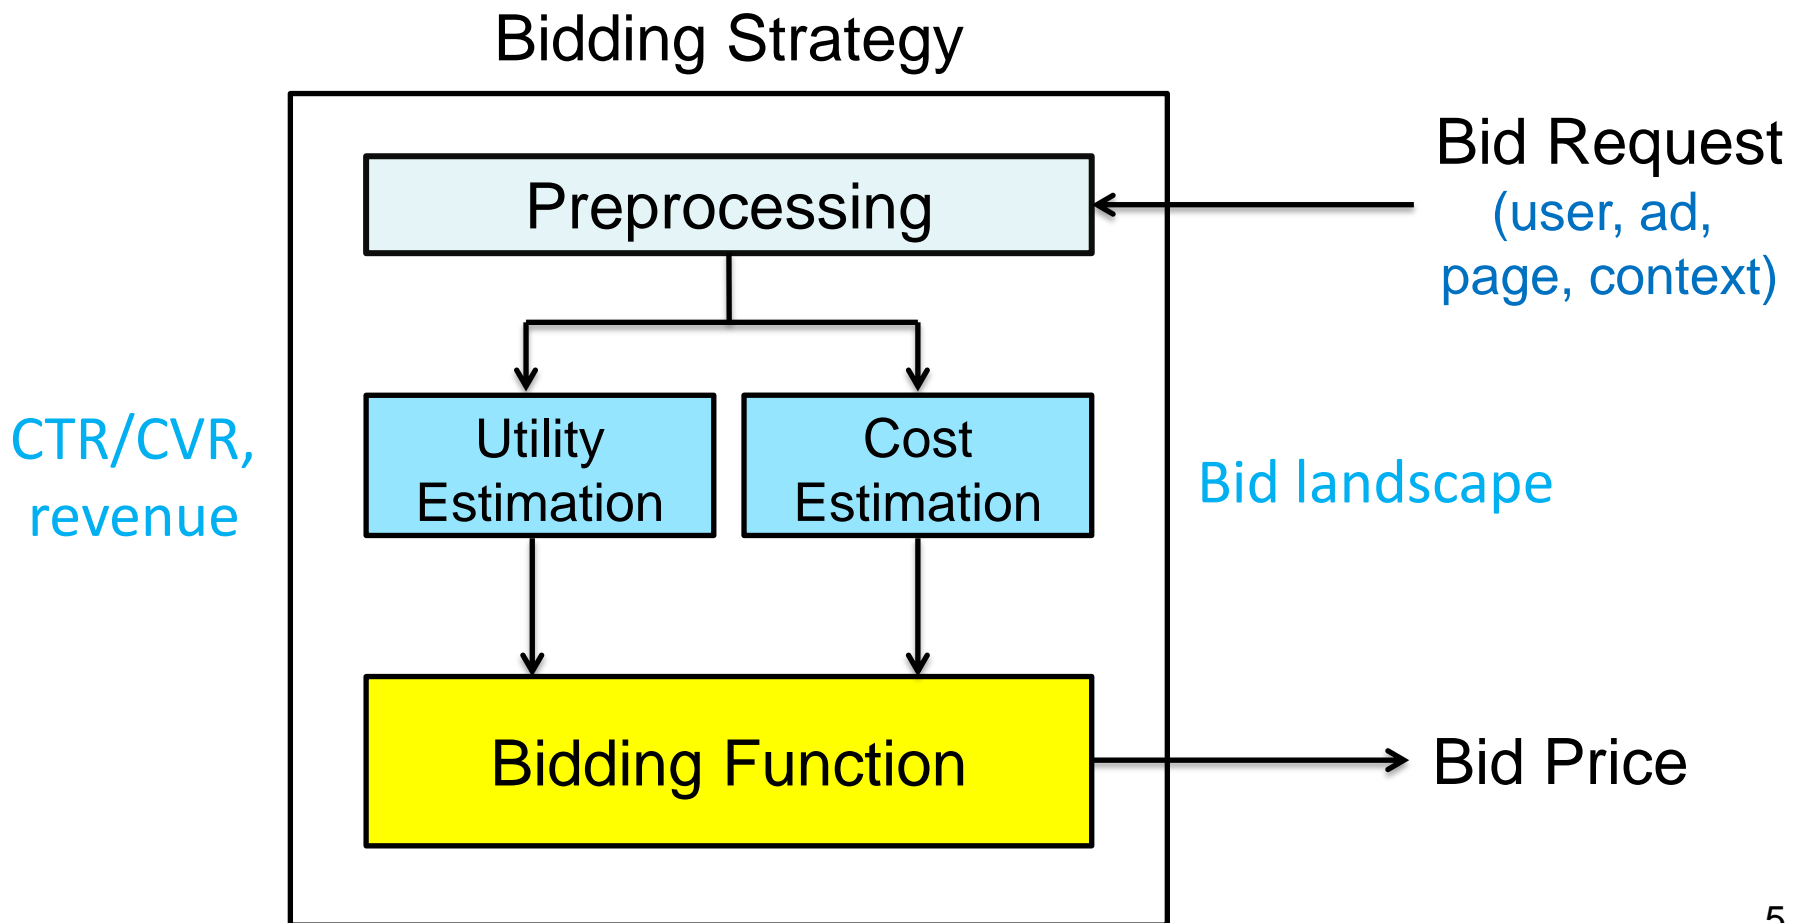 Bidding Strategy
Bid Request
(user, ad,
page, context)
Preprocessing
CTR/CVR,
revenue
Utility
Estimation
Cost
Estimation
Bid landscape
Bidding Function
Bid Price
5